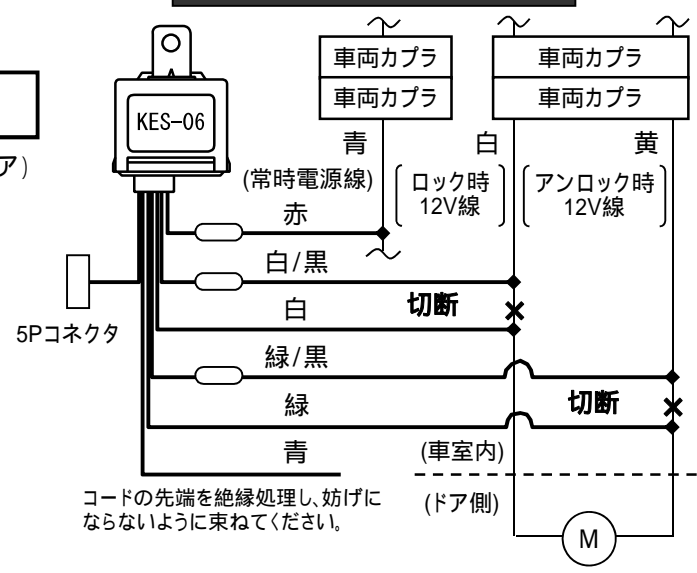 車両カプラ
車両カプラ
車両カプラ
車両カプラ
KES-06
ア)
青
白
黄
(常時電源線)
ロック時
12V線
アンロック時
12V線
赤
白/黒
白
切断
5Pコネクタ
緑/黒
緑
切断
青
(車室内)
コードの先端を絶縁処理し、妨げに
ならないように束ねてください。
(ドア側)
M